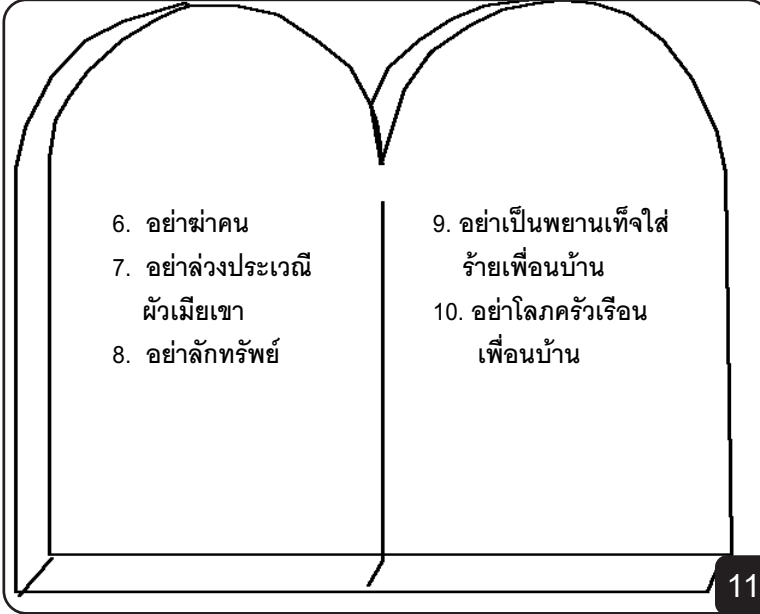 6. อย่าฆ่าคน
7. อย่าล่วงประเวณี
ผัวเมียเขา
8. อย่าลักทรัพย์
9. อย่าเป็นพยานเท็จใส่
ร้ายเพื่อนบ้าน
10. อย่าโลภครัวเรือน
เพื่อนบ้าน
11